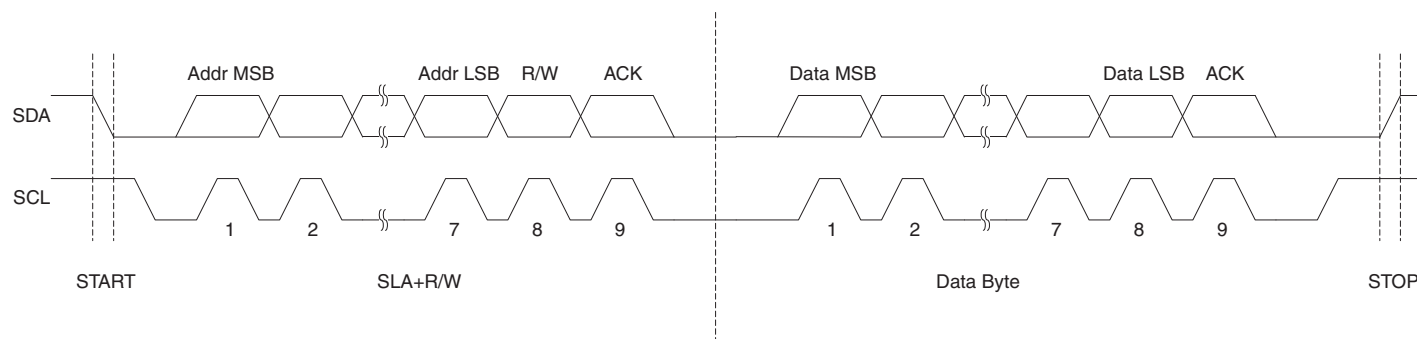 Addr MSB Addr LSB R/W ACK Data MSB Data LSB ACK
SDA
SCL
1 2 7 8 9 1 2 7 8 9
START SLA+R/W Data Byte STOP